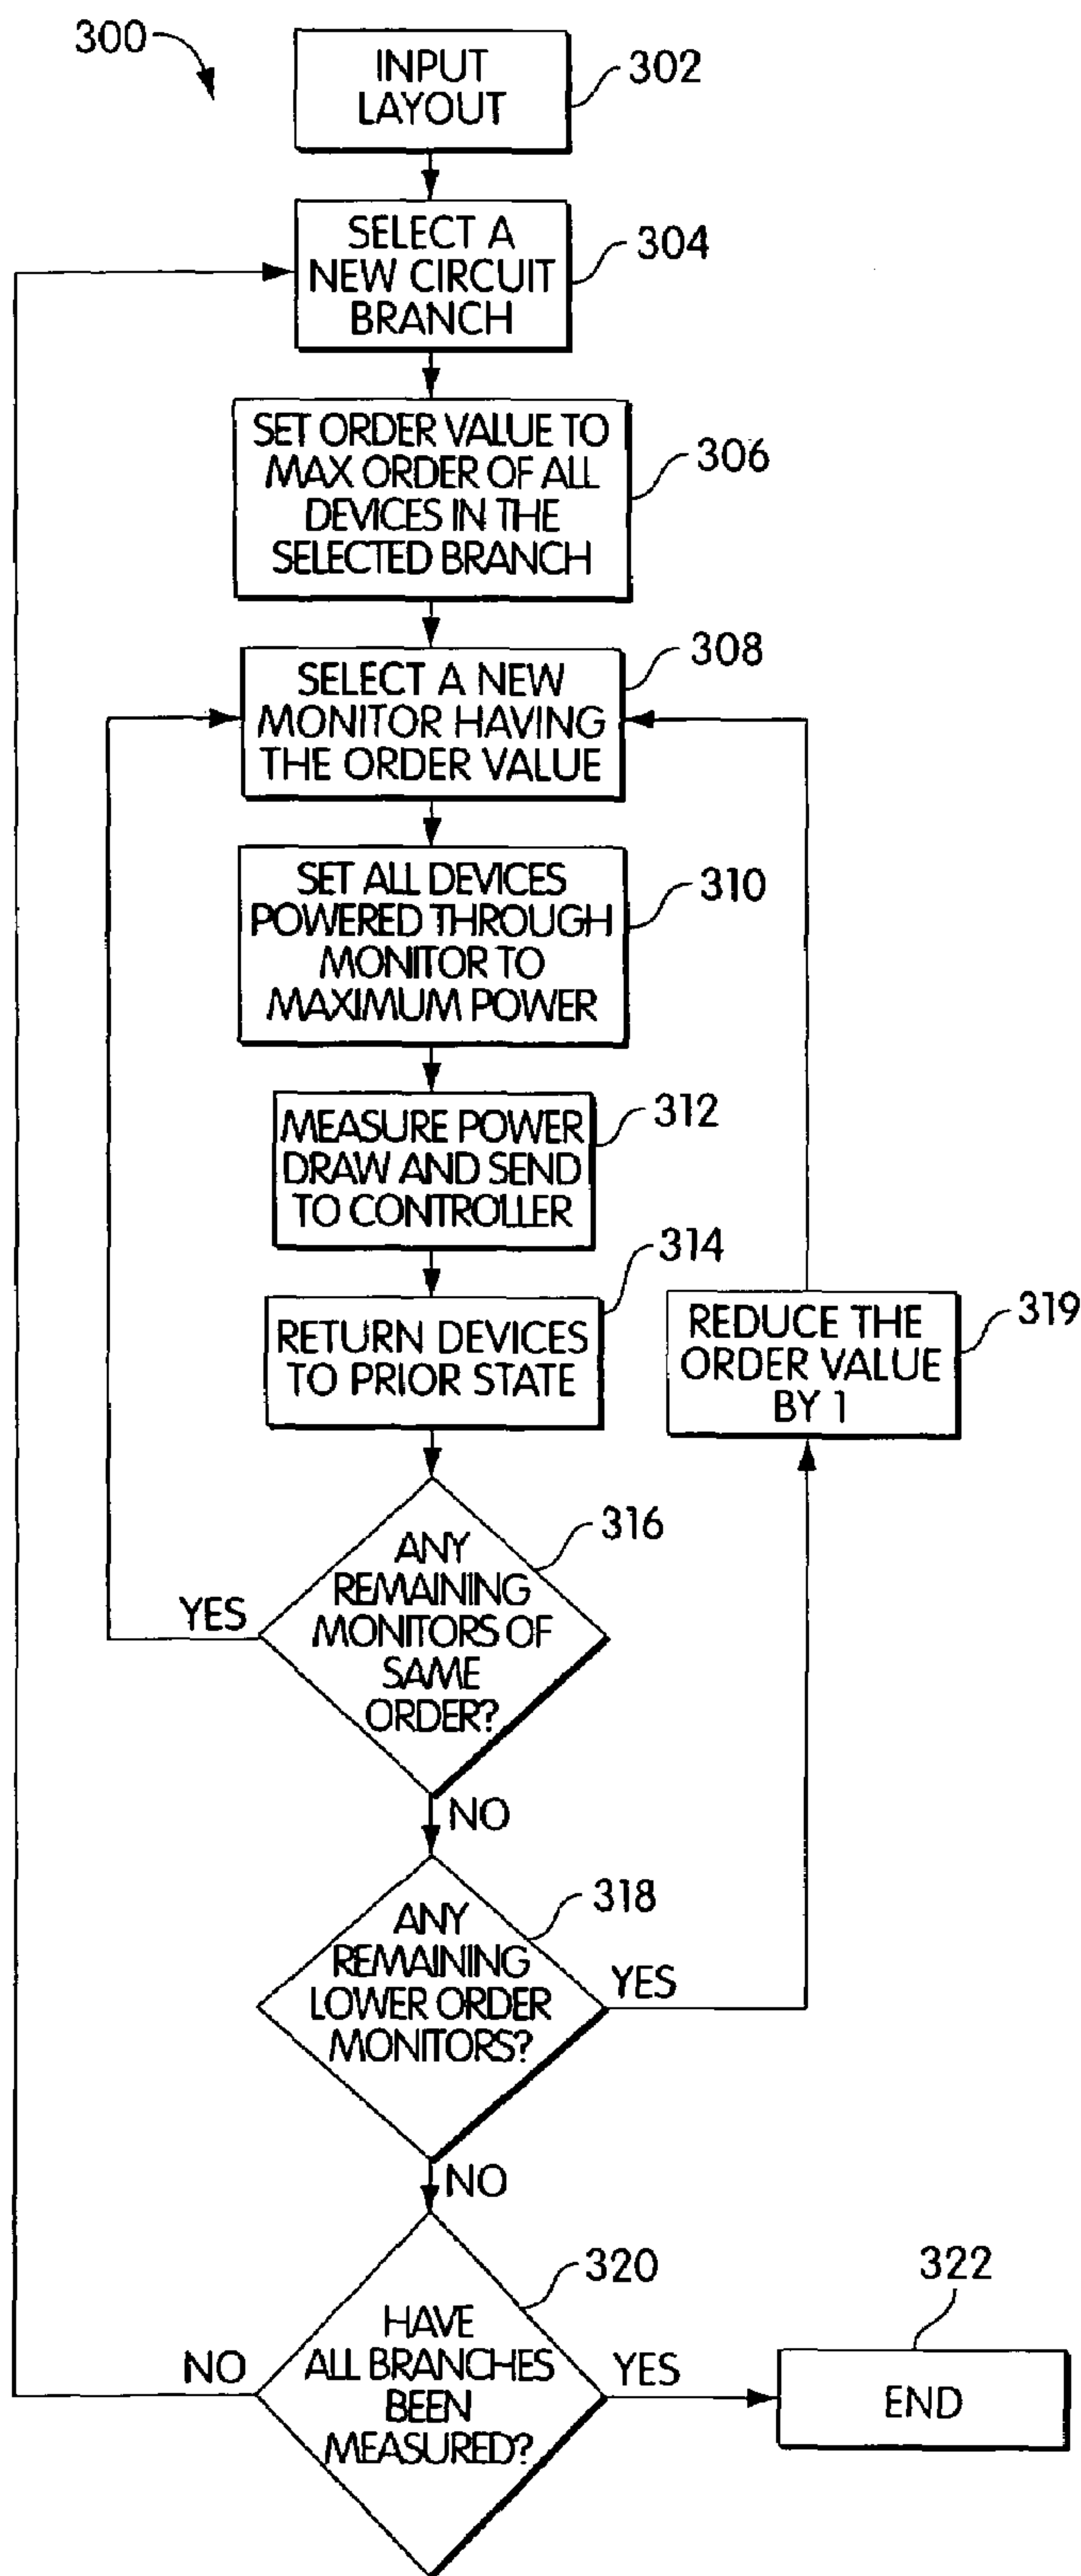 300
INPUT
LAYOUT
302
SELECT A
NEW CIRCUIT
BRANCH
304
SET ORDER VALUE TO
MAX ORDER OF ALL
DEVICES IN THE
SELECTED BRANCH
306
SELECT A NEW
MONITOR HAVING
THE ORDER VALUE
308
SET ALL DEVICES
POWERED THROUGH
MONITOR TO
MAXIMUM POWER
310
MEASURE POWER
DRAW AND SEND
TO CONTROLLER
312
RETURN DEVICES
TO PRIOR STATE
314
REDUCE THE
ORDER VALUE
BY 1
319
ANY
REMAINING
MONITORS OF
SAME
ORDER?
316
YES
NO
ANY
REMAINING
LOWER ORDER
MONITORS?
318
YES
NO
HAVE
ALL BRANCHES
BEEN
MEASURED?
320
NO
YES
END
322